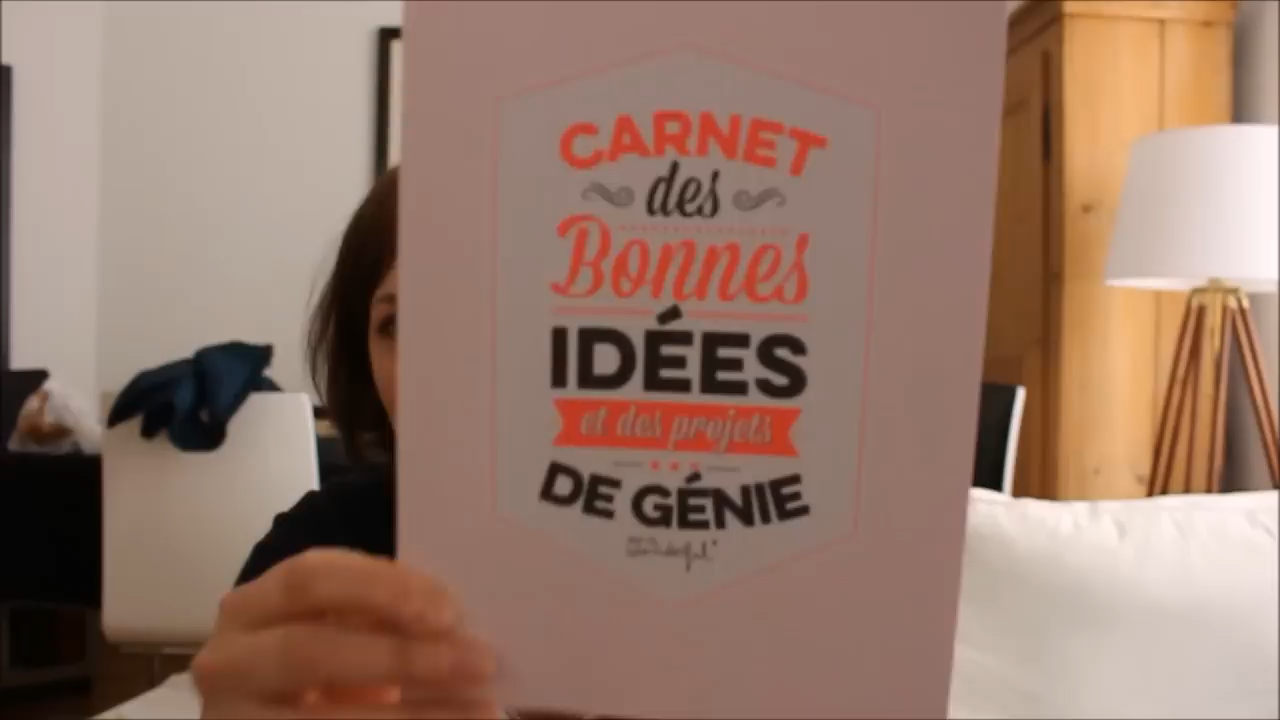 CARNET
des
Bonnes
IDÉES
et des projets
DE GÉNIE